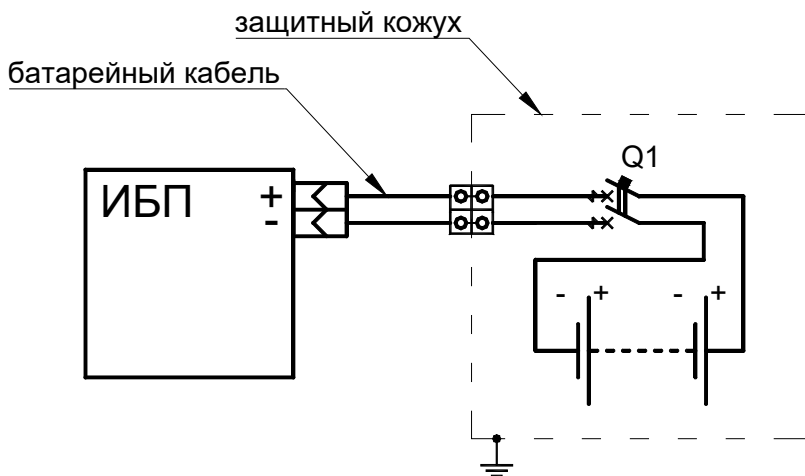 защитный кожух
батарейный кабель
Q1
ИБП
+
-
- +
- +